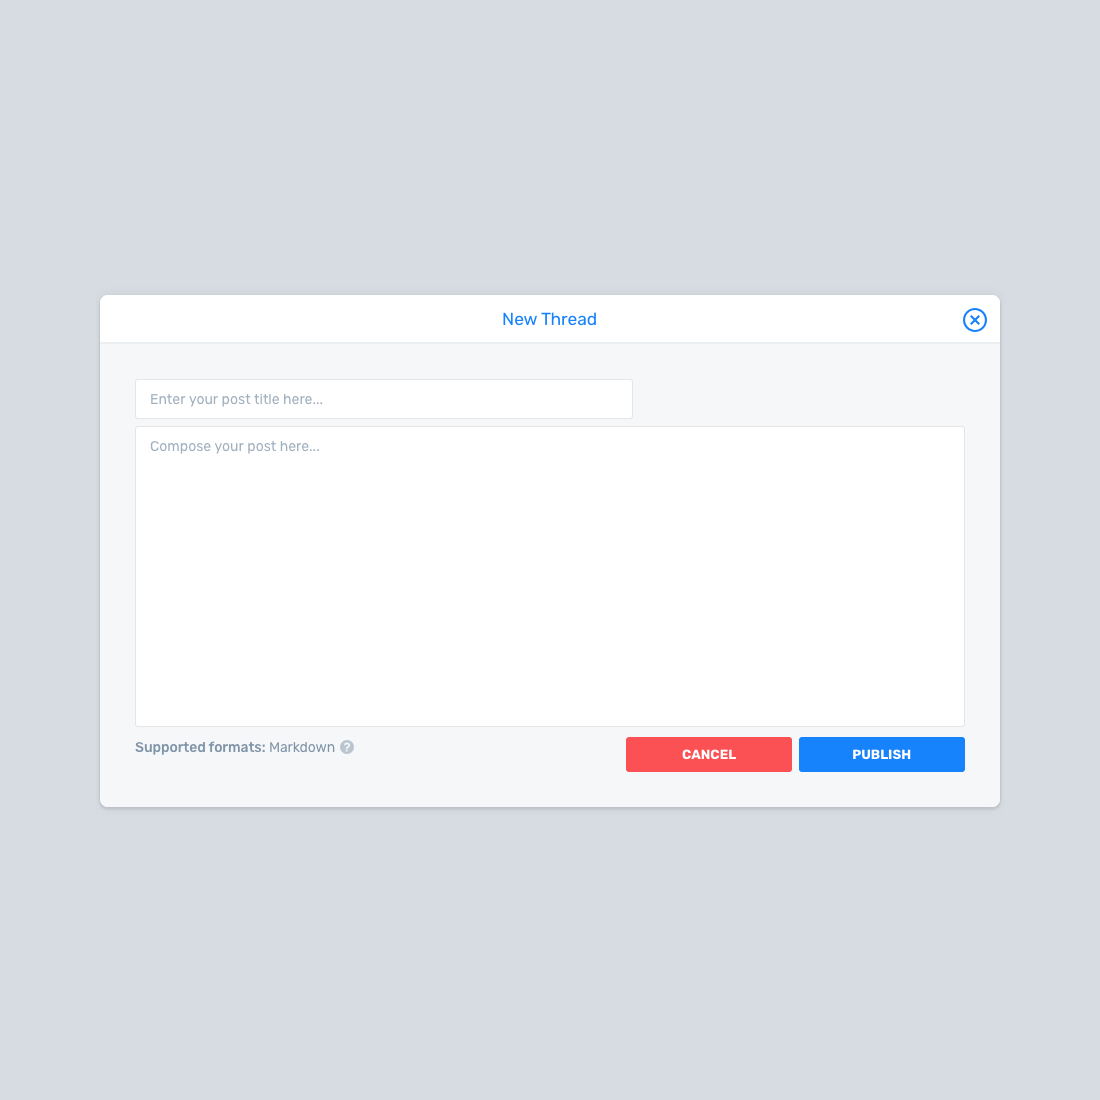 New Thread
Enter your post title here...
Compose your post here...
Supported formats: Markdown ?
CANCEL
PUBLISH